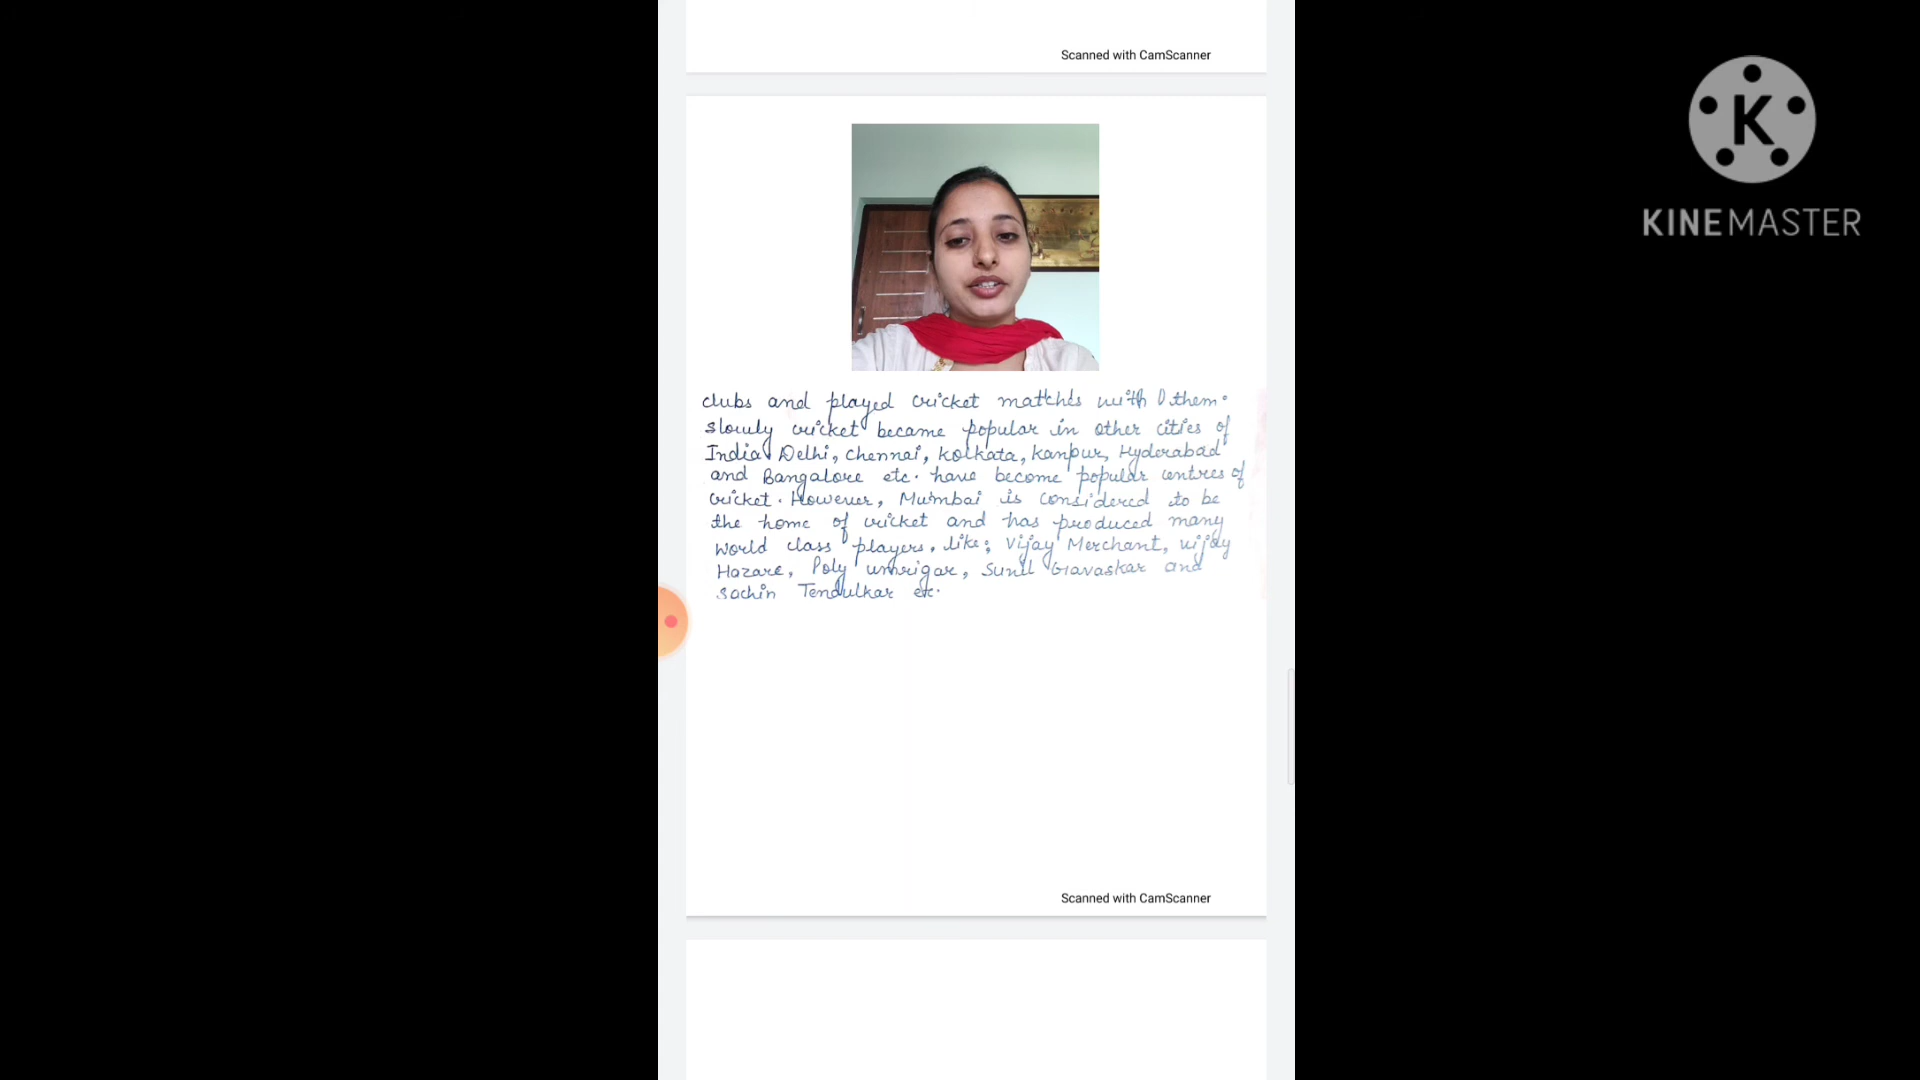 Scanned with CamScanner
KINEMASTER
clubs and played cricket matches with them.
slowly cricket became popular in other cities of
India Delhi, Chennai, Kolkata, Kanpur, Hyderabad
and Bangalore etc. have become popular centres of
cricket. However, Mumbai is considered to be
the home of cricket and has produced many
world class players. like; Vijay Merchant, vijay
Hazare, Poly umrigar, Sunil Gavaskar and
Sachin Tendulkar etc.
Scanned with CamScanner